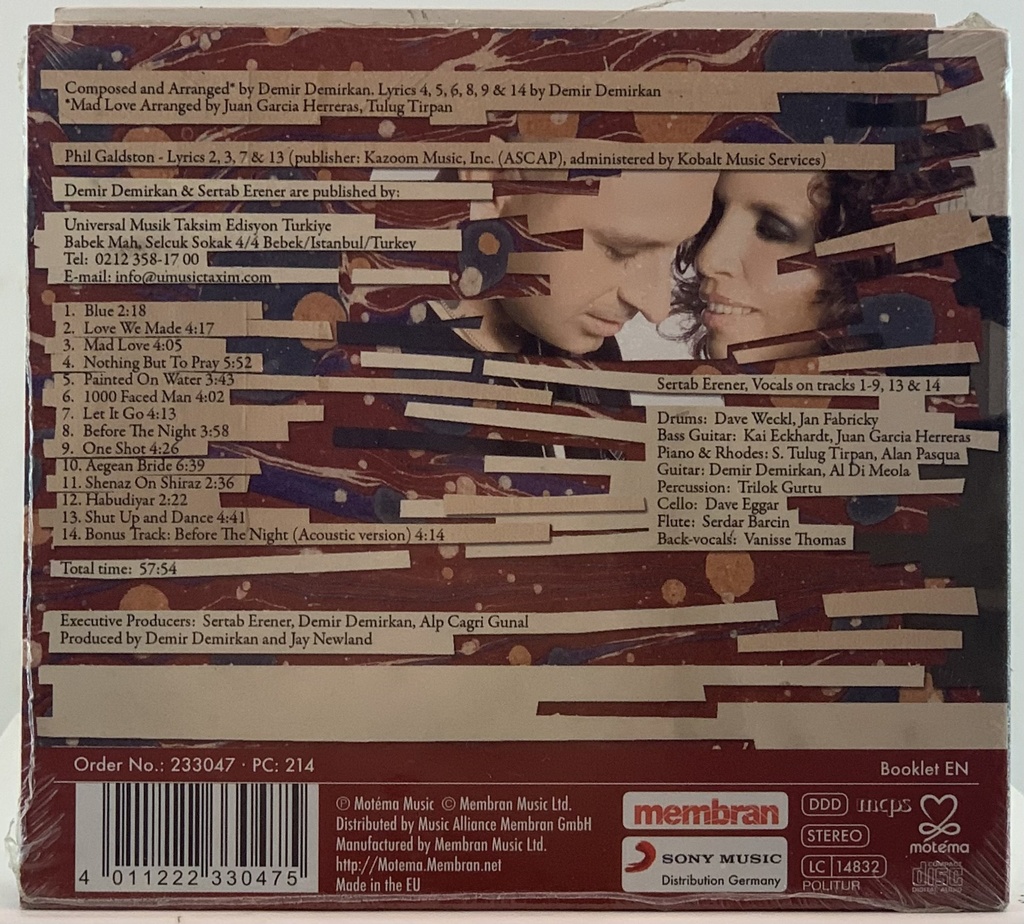 Composed and Arranged* by Demir Demirkan. Lyrics 4, 5, 6, 8, 9 & 14 by Demir Demirkan
*Mad Love Arranged by Juan Garcia Herreras, Tulug Tirpan
Phil Galdston - Lyrics 2, 3, 7 & 13 (publisher: Kazoom Music, Inc. (ASCAP), administered by Kobalt Music Services)
Demir Demirkan & Sertab Erener are published by:
Universal Musik Taksim Edisyon Turkiye
Babek Mah, Selcuk Sokak 4/4 Bebek/Istanbul/Turkey
Tel: 0212 358-17 00
E-mail: info@umusictaxim.com
1. Blue 2:18
2. Love We Made 4:17
3. Mad Love 4:05
4. Nothing But To Pray 5:52
5. Painted On Water 3:43
6. 1000 Faced Man 4:02
7. Let It Go 4:13
8. Before The Night 3:58
9. One Shot 4:26
10. Aegean Bride 6:39
11. Shenaz On Shiraz 2:36
12. Habudiyar 2:22
13. Shut Up and Dance 4:41
14. Bonus Track: Before The Night (Acoustic version) 4:14
Total time: 57:54
Sertab Erener, Vocals on tracks 1-9, 13 & 14
Drums: Dave Weckl, Jan Fabricky
Bass Guitar: Kai Eckhardt, Juan Garcia Herreras
Piano & Rhodes: S. Tulug Tirpan, Alan Pasqua
Guitar: Demir Demirkan, Al Di Meola
Percussion: Trilok Gurtu
Cello: Dave Eggar
Flute: Serdar Barcin
Back-vocals: Vanisse Thomas
Executive Producers: Sertab Erener, Demir Demirkan, Alp Cagri Gunal
Produced by Demir Demirkan and Jay Newland
Order No.: 233047 · PC: 214
Booklet EN
4 011222 330475
℗ Motéma Music © Membran Music Ltd.
Distributed by Music Alliance Membran GmbH
Manufactured by Membran Music Ltd.
http://Motema.Membran.net
Made in the EU
membran
SONY MUSIC
Distribution Germany
DDD mcps
STEREO
LC 14832
POLITUR
motéma
COMPACT
disc
DIGITAL AUDIO